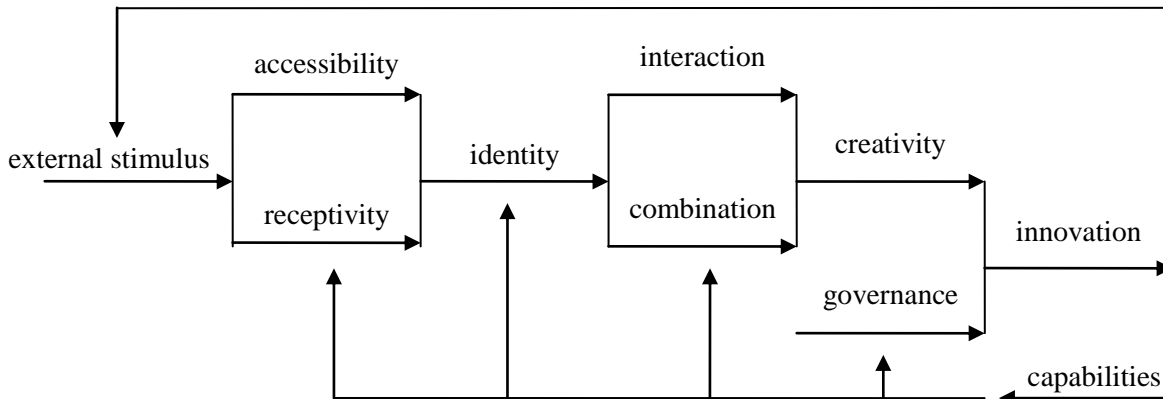 accessibility
interaction
external stimulus
identity
creativity
receptivity
combination
innovation
governance
capabilities